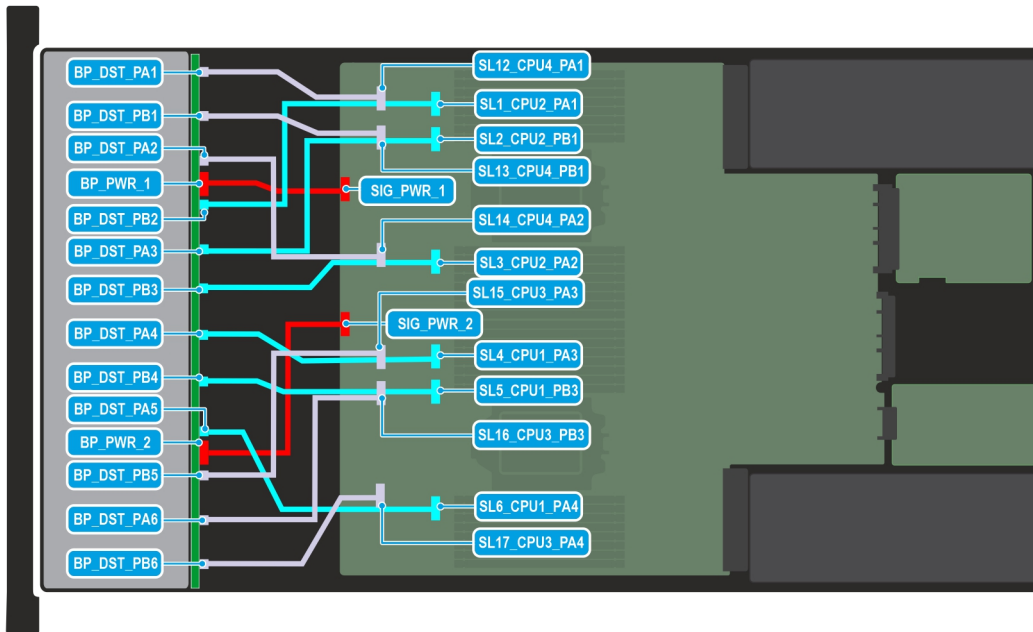 BP_DST_PA1
BP_DST_PB1
BP_DST_PA2
BP_PWR_1
BP_DST_PB2
BP_DST_PA3
BP_DST_PB3
BP_DST_PA4
BP_DST_PB4
BP_DST_PA5
BP_PWR_2
BP_DST_PB5
BP_DST_PA6
BP_DST_PB6
SL12_CPU4_PA1
SL1_CPU2_PA1
SL2_CPU2_PB1
SL13_CPU4_PB1
SIG_PWR_1
SL14_CPU4_PA2
SL3_CPU2_PA2
SL15_CPU3_PA3
SIG_PWR_2
SL4_CPU1_PA3
SL5_CPU1_PB3
SL16_CPU3_PB3
SL6_CPU1_PA4
SL17_CPU3_PA4